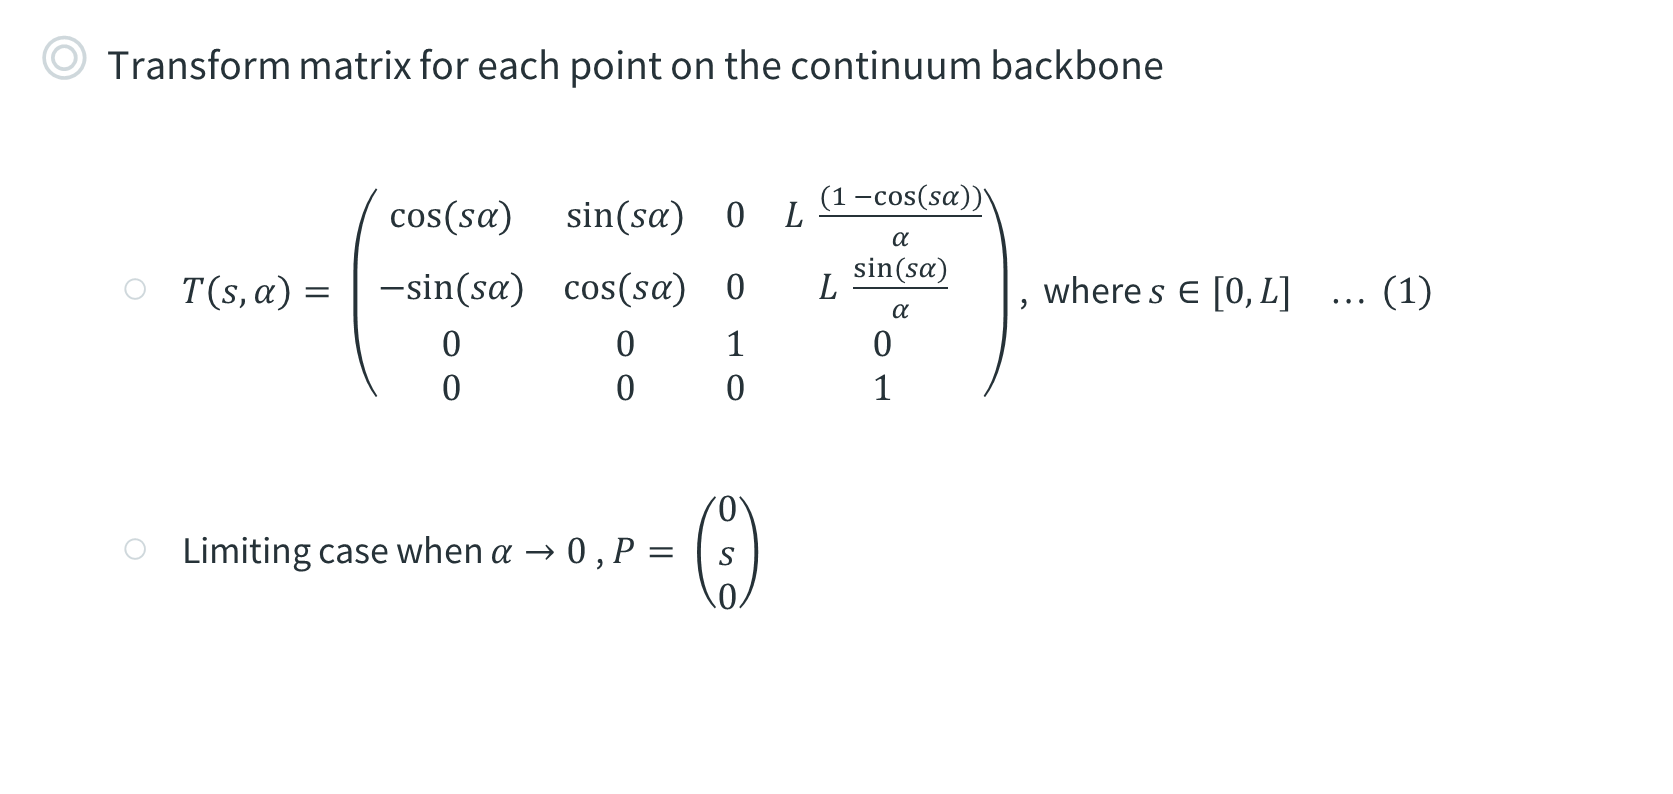 Transform matrix for each point on the continuum backbone
cos(sα) sin(sα) 0 L (1 −cos(sα))/α
T(s, α) = −sin(sα) cos(sα) 0 L sin(sα)/α , where s ∈ [0, L] … (1)
0 0 1 0
0 0 0 1
0
Limiting case when α → 0 , P = s
0